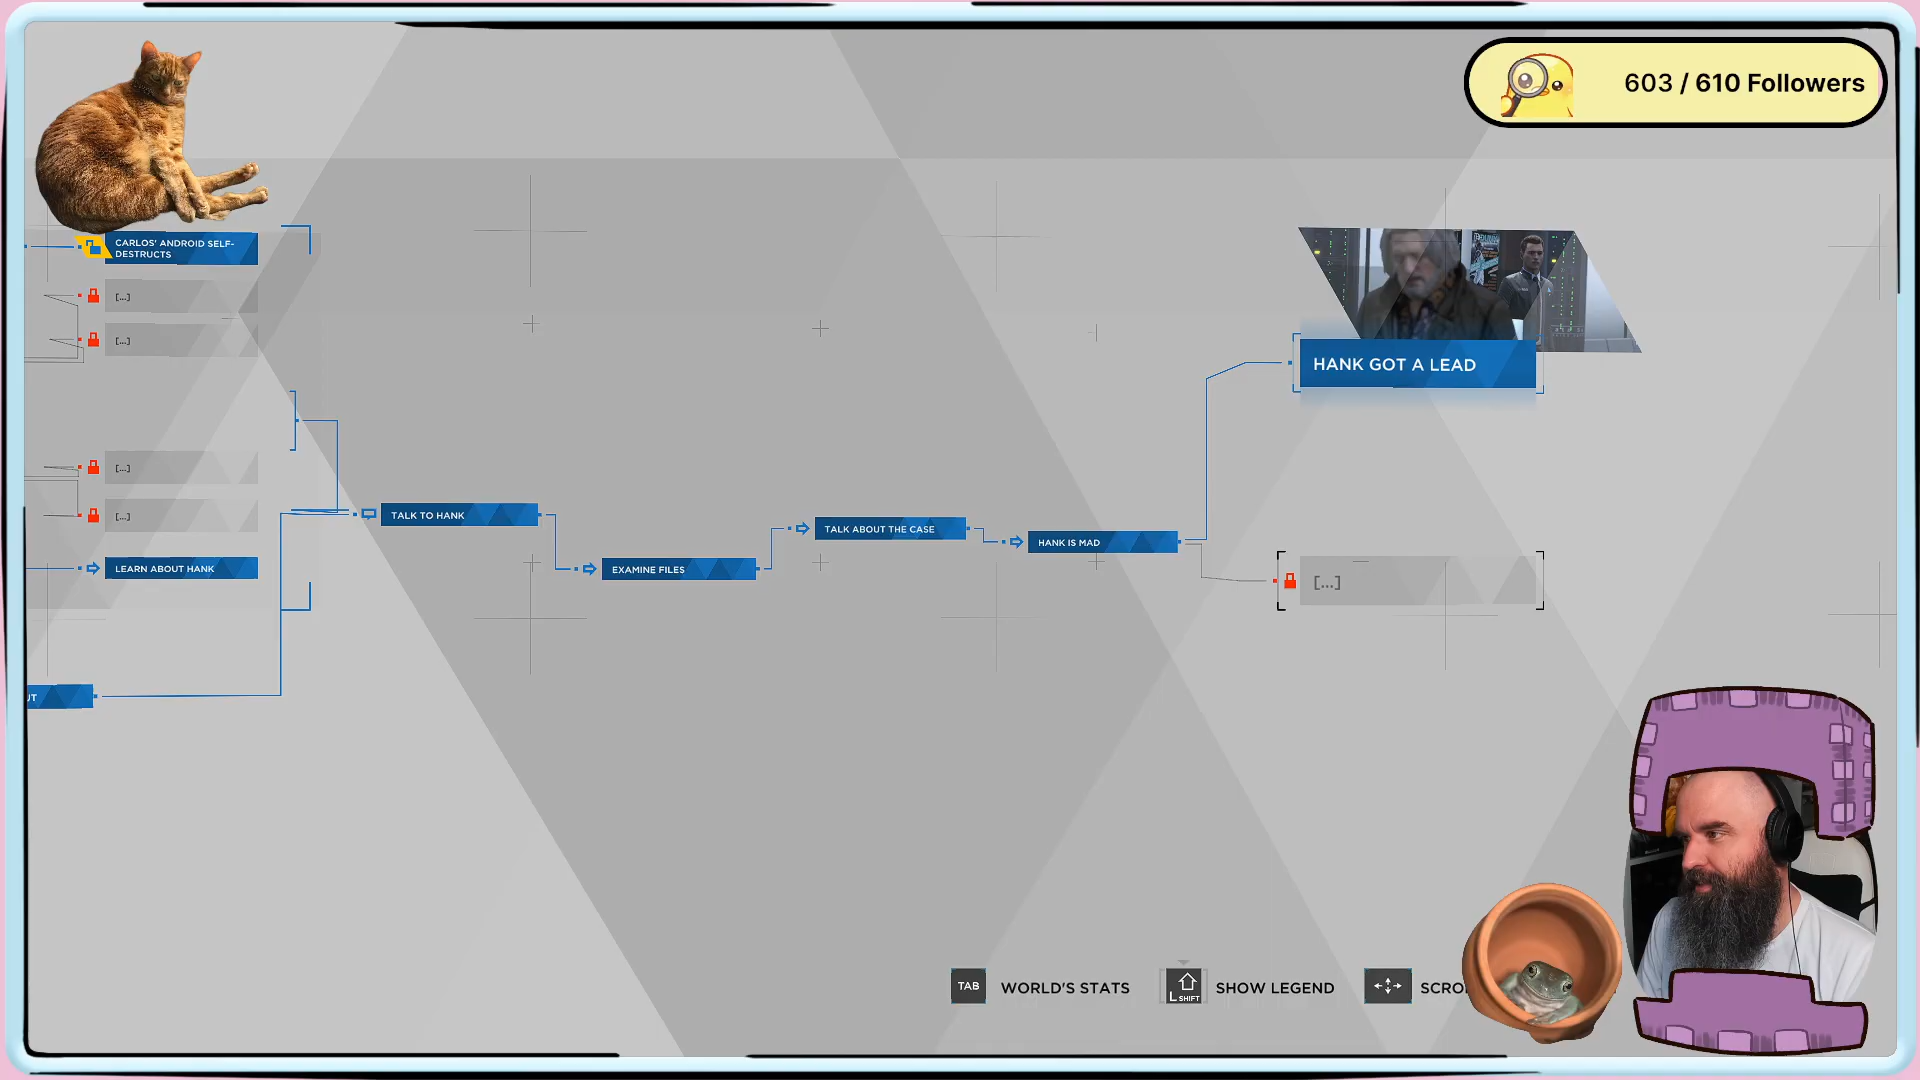 603 / 610 Followers
CARLOS' ANDROID SELF-
DESTRUCTS
[...]
[...]
HANK GOT A LEAD
[...]
[...]
TALK TO HANK
TALK ABOUT THE CASE
HANK IS MAD
LEARN ABOUT HANK
EXAMINE FILES
[...]
UT
TAB WORLD'S STATS
L SHIFT SHOW LEGEND
SCRO